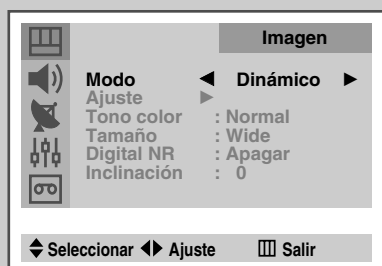 Imagen
Modo ◀ Dinámico ▶
Ajuste ▶
Tono color : Normal
Tamaño : Wide
Digital NR : Apagar
Inclinación : 0
Seleccionar Ajuste Salir